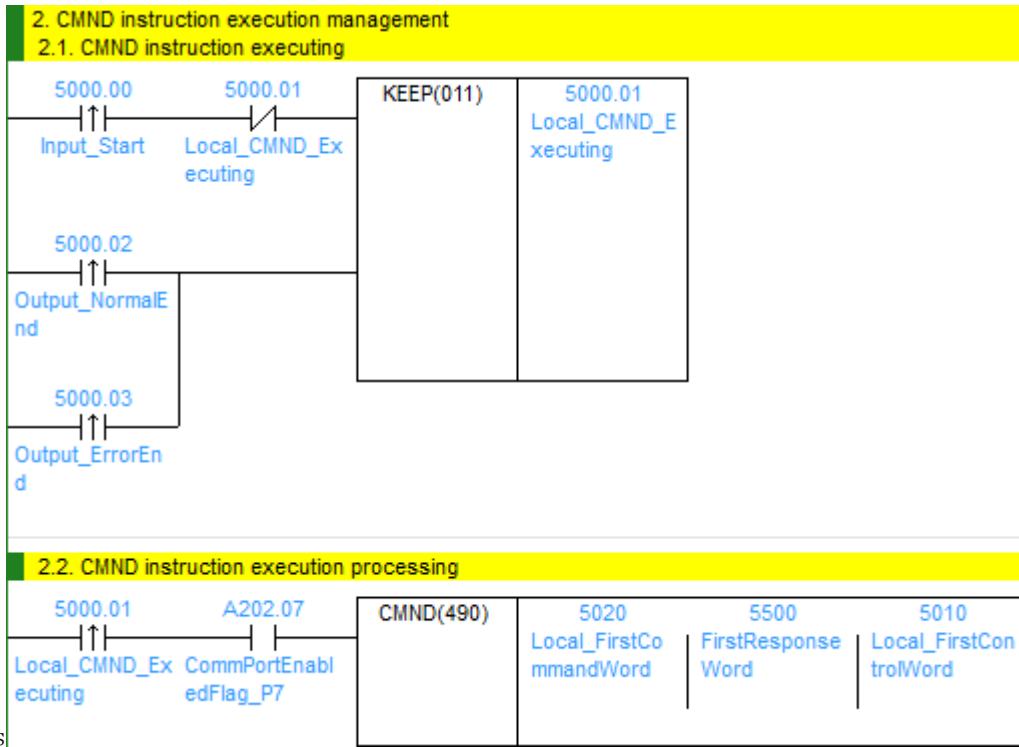 2. CMND instruction execution management
2.1. CMND instruction executing
5000.00 5000.01 KEEP(011) 5000.01
Input_Start Local_CMND_Ex
ecuting
Local_CMND_E
xecuting
5000.02
Output_NormalE
nd
5000.03
Output_ErrorEn
d
2.2. CMND instruction execution processing
5000.01 A202.07 CMND(490) 5020 5500 5010
Local_CMND_Ex
ecuting
CommPortEnabl
edFlag_P7
Local_FirstCo
mmandWord
FirstResponse
Word
Local_FirstCon
trolWord
s